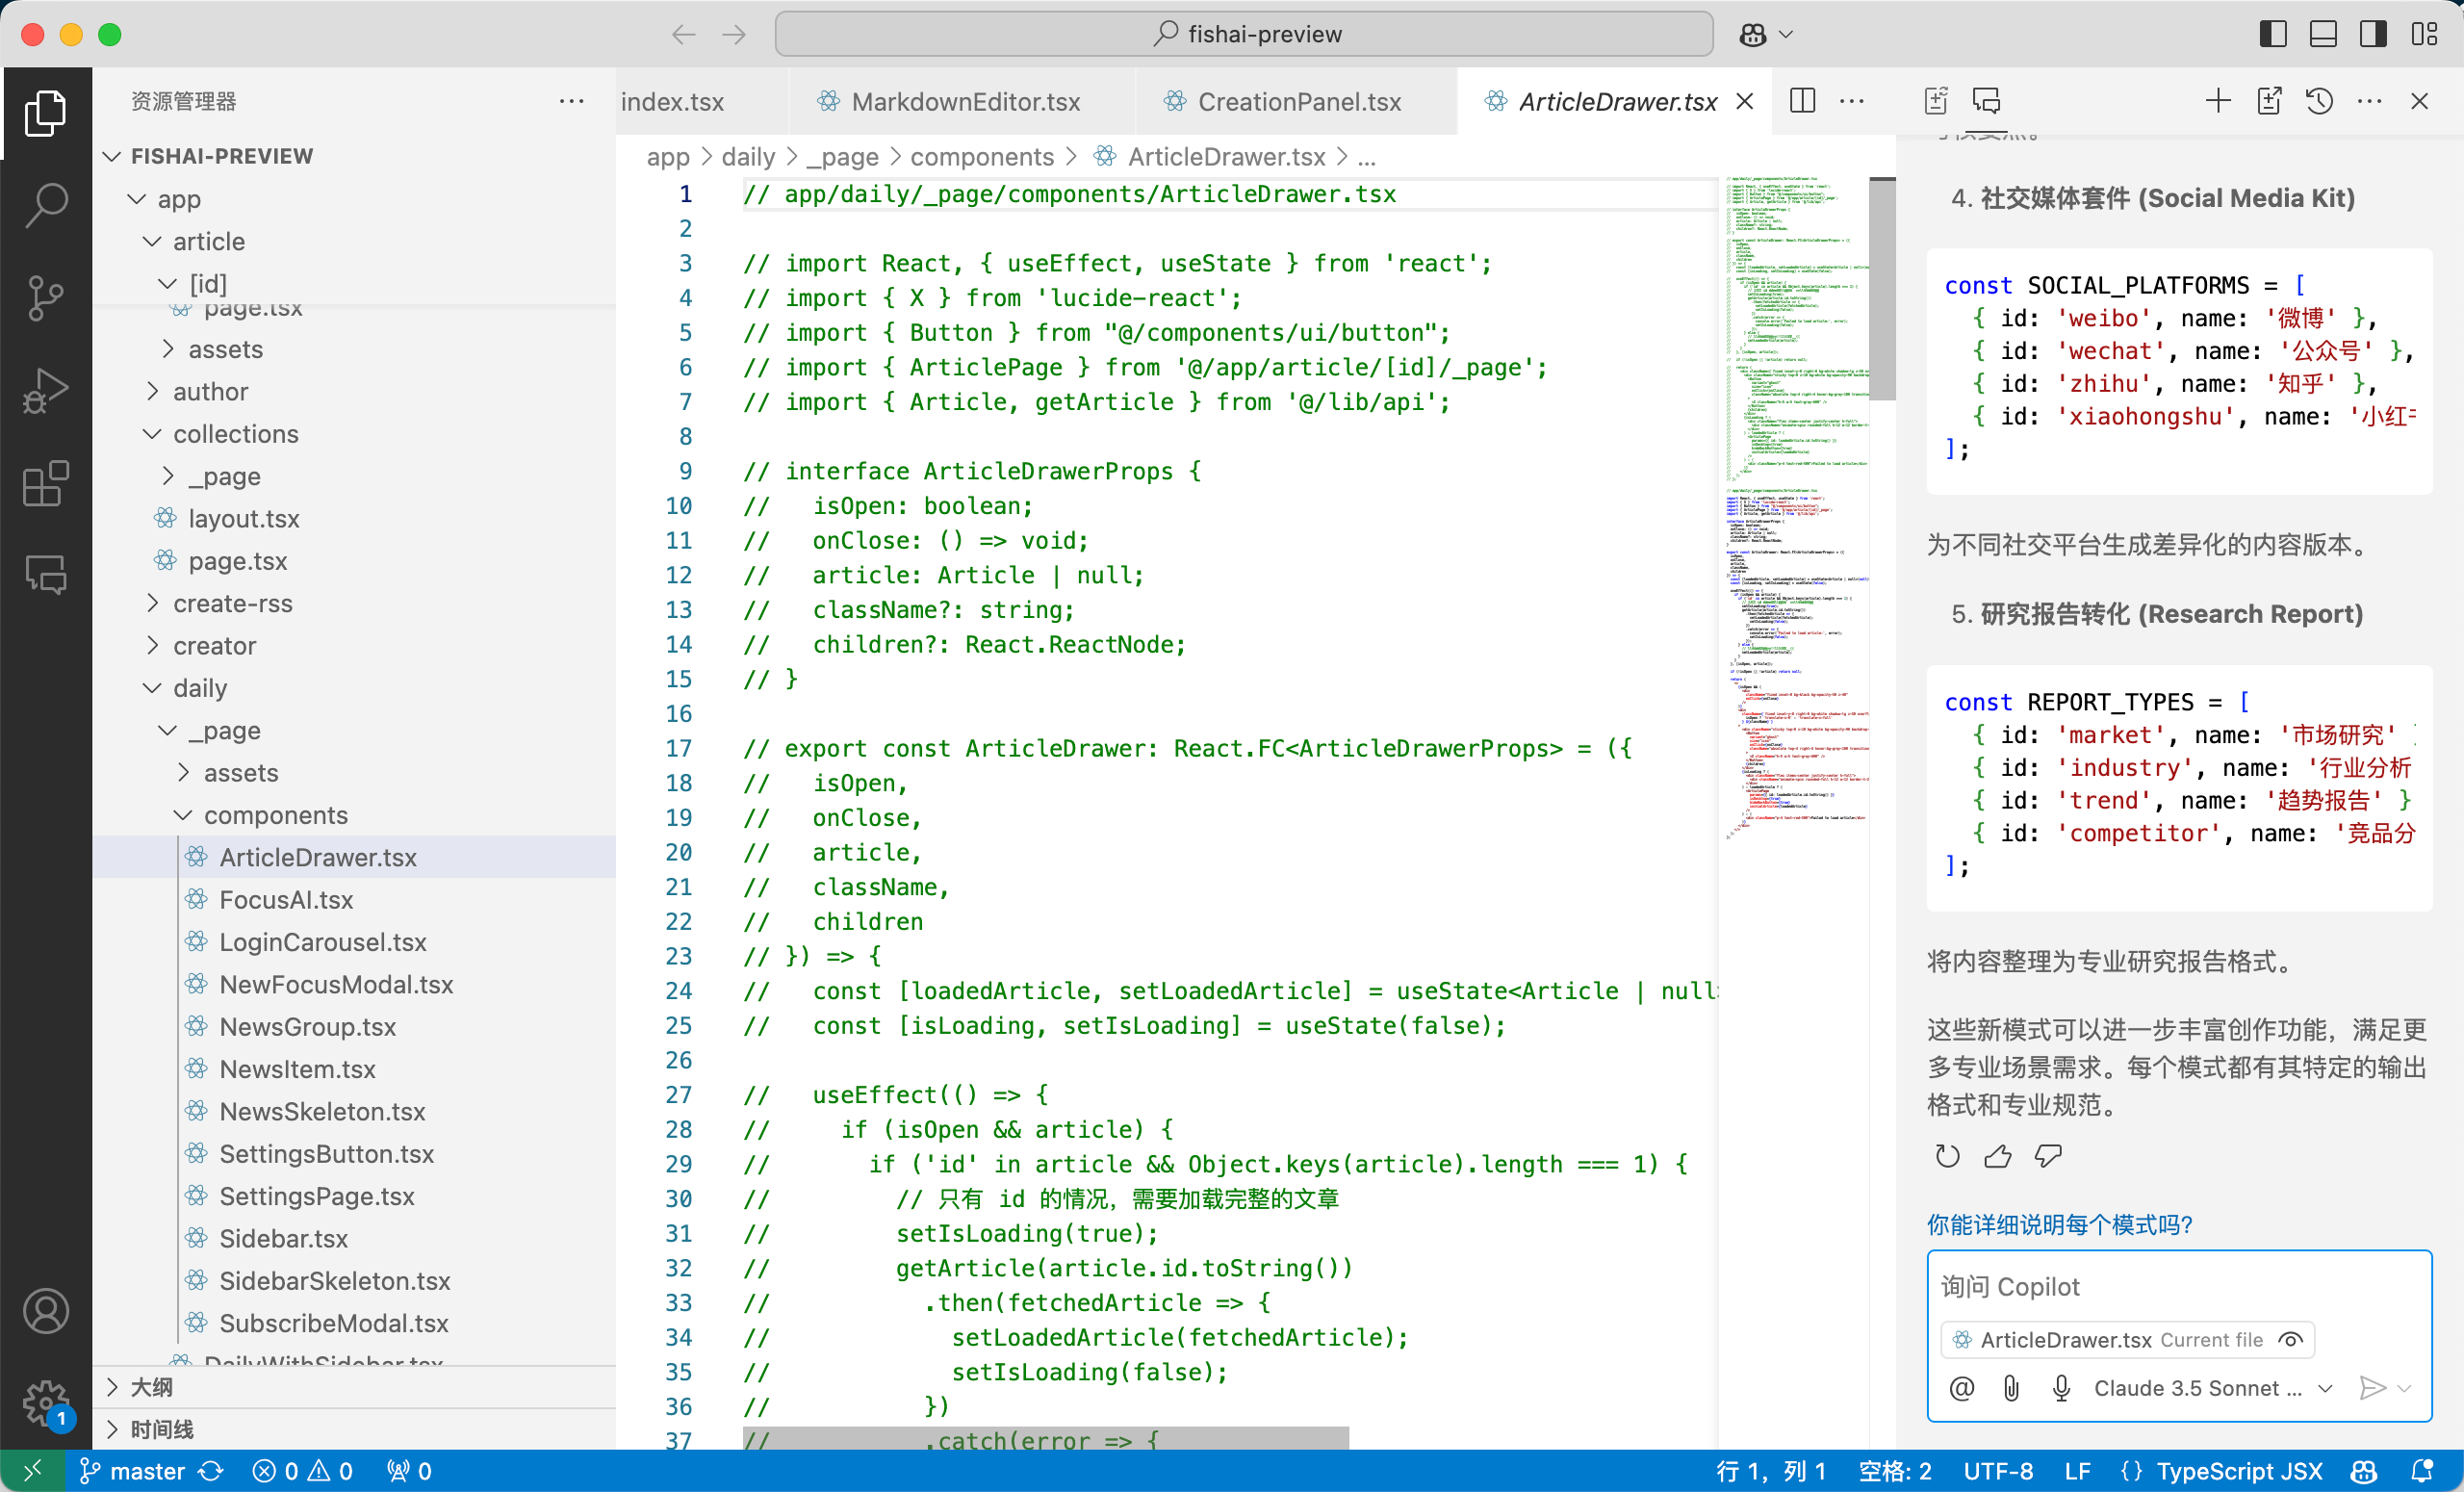 fishai-preview
资源管理器
index.tsx
MarkdownEditor.tsx
CreationPanel.tsx
ArticleDrawer.tsx
FISHAI-PREVIEW
app
article
[id]
page.tsx
assets
author
collections
_page
layout.tsx
page.tsx
create-rss
creator
daily
_page
assets
components
ArticleDrawer.tsx
FocusAI.tsx
LoginCarousel.tsx
NewFocusModal.tsx
NewsGroup.tsx
NewsItem.tsx
NewsSkeleton.tsx
SettingsButton.tsx
SettingsPage.tsx
Sidebar.tsx
SidebarSkeleton.tsx
SubscribeModal.tsx
DailyWithSidebar.tsx
大纲
时间线
app > daily > _page > components > ArticleDrawer.tsx > ...
1 // app/daily/_page/components/ArticleDrawer.tsx
2
3 // import React, { useEffect, useState } from 'react';
4 // import { X } from 'lucide-react';
5 // import { Button } from "@/components/ui/button";
6 // import { ArticlePage } from '@/app/article/[id]/_page';
7 // import { Article, getArticle } from '@/lib/api';
8
9 // interface ArticleDrawerProps {
10 //   isOpen: boolean;
11 //   onClose: () => void;
12 //   article: Article | null;
13 //   className?: string;
14 //   children?: React.ReactNode;
15 // }
16
17 // export const ArticleDrawer: React.FC<ArticleDrawerProps> = ({
18 //   isOpen,
19 //   onClose,
20 //   article,
21 //   className,
22 //   children
23 // }) => {
24 //   const [loadedArticle, setLoadedArticle] = useState<Article | null>
25 //   const [isLoading, setIsLoading] = useState(false);
26
27 //   useEffect(() => {
28 //     if (isOpen && article) {
29 //       if ('id' in article && Object.keys(article).length === 1) {
30 //         // 只有 id 的情况，需要加载完整的文章
31 //         setIsLoading(true);
32 //         getArticle(article.id.toString())
33 //           .then(fetchedArticle => {
34 //             setLoadedArticle(fetchedArticle);
35 //             setIsLoading(false);
36 //           })
37 //           .catch(error => {
4. 社交媒体套件 (Social Media Kit)
const SOCIAL_PLATFORMS = [
{ id: 'weibo', name: '微博' },
{ id: 'wechat', name: '公众号' },
{ id: 'zhihu', name: '知乎' },
{ id: 'xiaohongshu', name: '小红
];
为不同社交平台生成差异化的内容版本。
5. 研究报告转化 (Research Report)
const REPORT_TYPES = [
{ id: 'market', name: '市场研究'
{ id: 'industry', name: '行业分析
{ id: 'trend', name: '趋势报告' }
{ id: 'competitor', name: '竞品分
];
将内容整理为专业研究报告格式。
这些新模式可以进一步丰富创作功能，满足更
多专业场景需求。每个模式都有其特定的输出
格式和专业规范。
你能详细说明每个模式吗?
询问 Copilot
ArticleDrawer.tsx Current file
@ Claude 3.5 Sonnet ...
1
master 0 0 0
行 1，列 1 空格: 2 UTF-8 LF {} TypeScript JSX